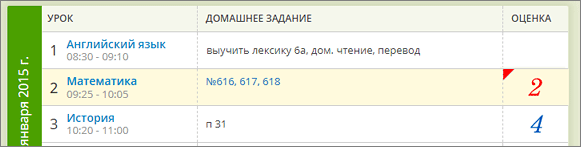 УРОК ДОМАШНЕЕ ЗАДАНИЕ ОЦЕНКА
января 2015 г.
1 Английский язык выучить лексику 6а, дом. чтение, перевод
08:30 - 09:10
2 Математика №616, 617, 618 2
09:25 - 10:05
3 История п 31 4
10:20 - 11:00